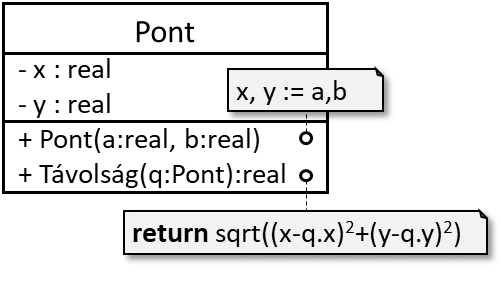 Pont
- x : real
- y : real
x, y := a,b
+ Pont(a:real, b:real)
+ Távolság(q:Pont):real
return sqrt((x-q.x)²+(y-q.y)²)